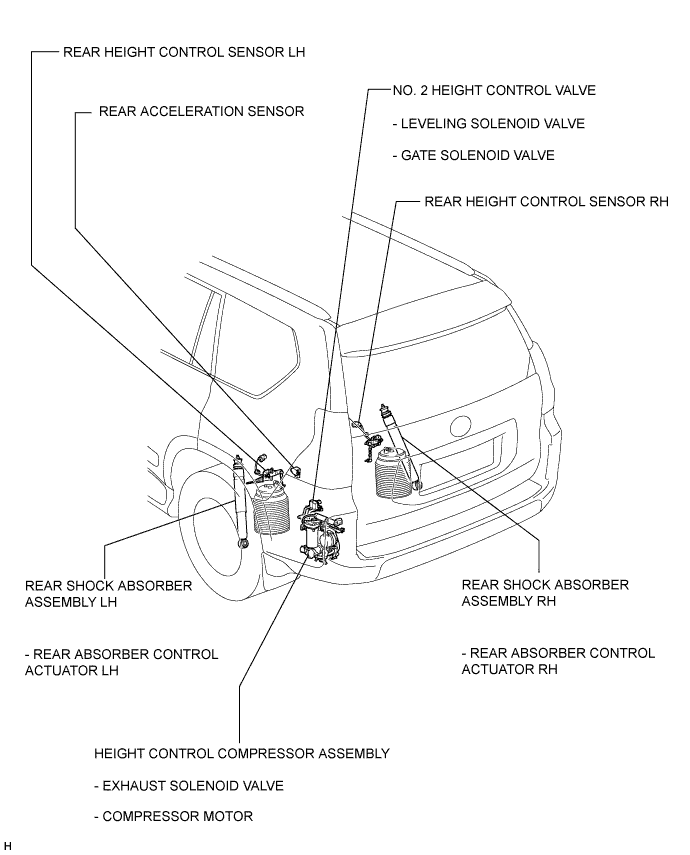 REAR HEIGHT CONTROL SENSOR LH
REAR ACCELERATION SENSOR
NO. 2 HEIGHT CONTROL VALVE
- LEVELING SOLENOID VALVE
- GATE SOLENOID VALVE
REAR HEIGHT CONTROL SENSOR RH
REAR SHOCK ABSORBER
ASSEMBLY LH
- REAR ABSORBER CONTROL
ACTUATOR LH
REAR SHOCK ABSORBER
ASSEMBLY RH
- REAR ABSORBER CONTROL
ACTUATOR RH
HEIGHT CONTROL COMPRESSOR ASSEMBLY
- EXHAUST SOLENOID VALVE
- COMPRESSOR MOTOR
H